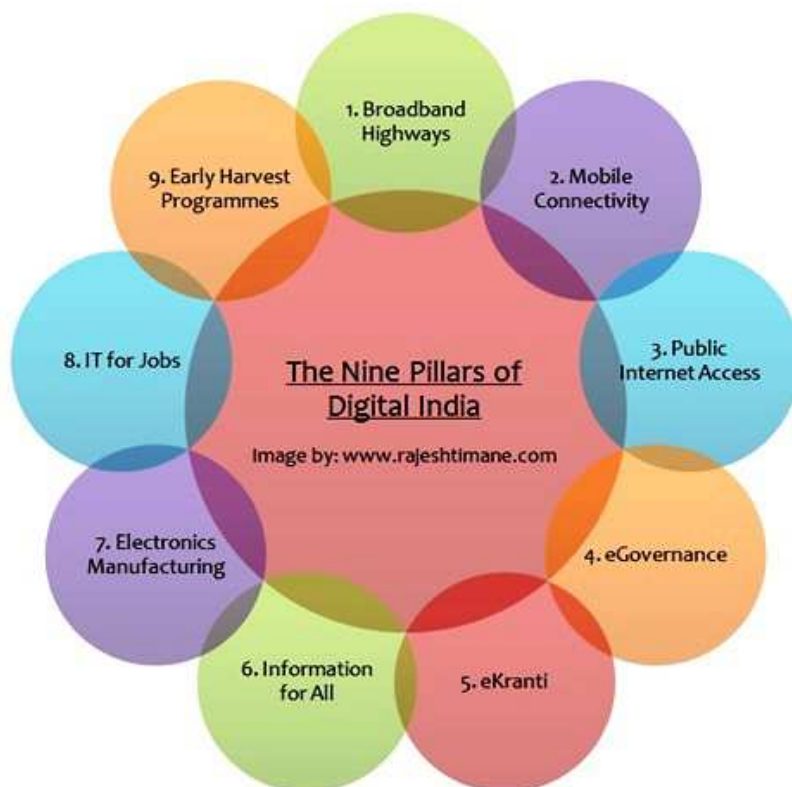 1. Broadband
Highways
2. Mobile
Connectivity
3. Public
Internet Access
4. eGovernance
5. eKranti
6. Information
for All
7. Electronics
Manufacturing
8. IT for Jobs
9. Early Harvest
Programmes
The Nine Pillars of
Digital India
Image by: www.rajeshtimane.com